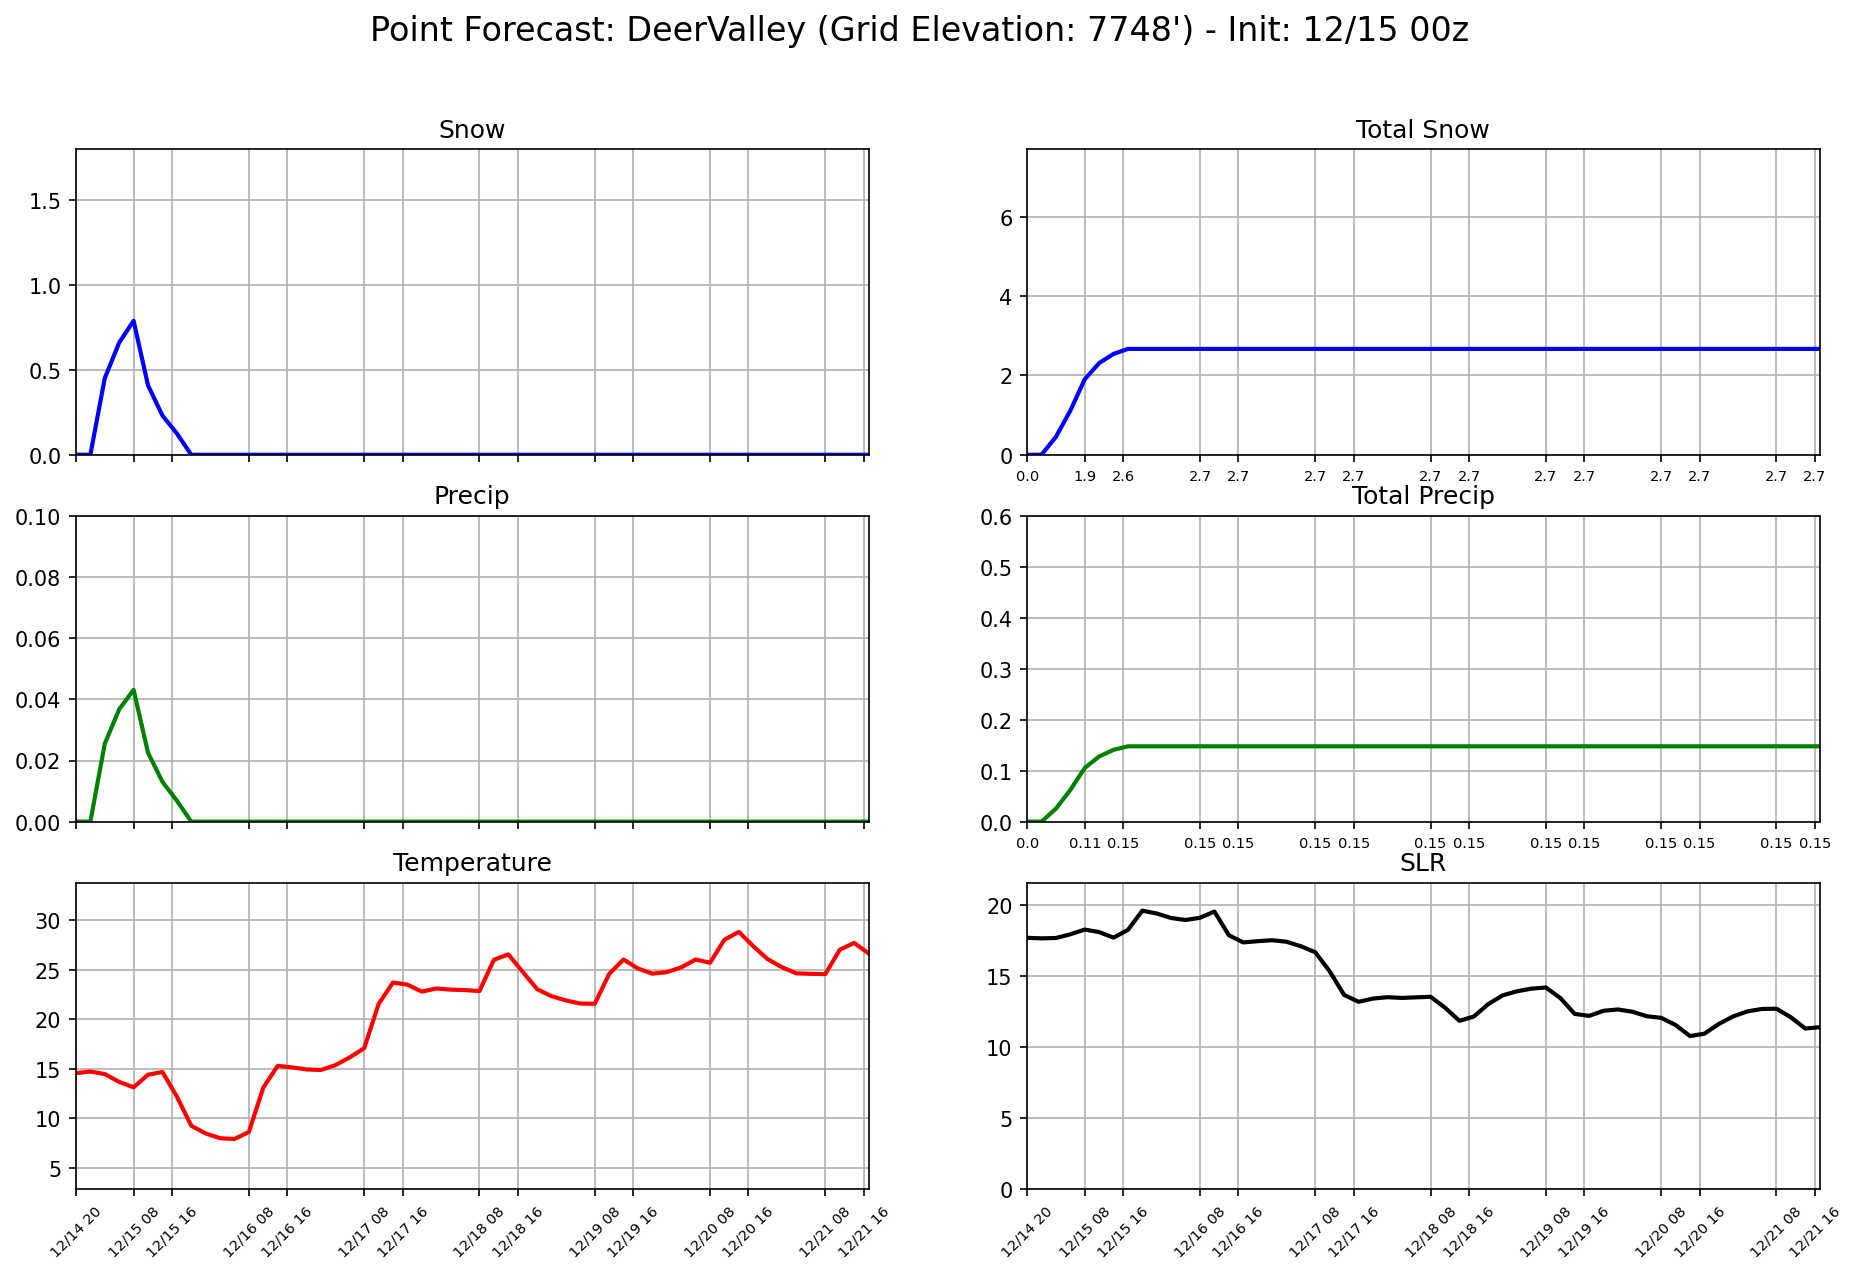 Point Forecast: DeerValley (Grid Elevation: 7748') - Init: 12/15 00z
Snow
1.5
1.0
0.5
0.0
Total Snow
6
4
2
0
0.0 1.9 2.6 2.7 2.7 2.7 2.7 2.7 2.7 2.7 2.7 2.7 2.7 2.7 2.7
Precip
0.10
0.08
0.06
0.04
0.02
0.00
Total Precip
0.6
0.5
0.4
0.3
0.2
0.1
0.0
0.0 0.11 0.15 0.15 0.15 0.15 0.15 0.15 0.15 0.15 0.15 0.15 0.15 0.15 0.15
Temperature
30
25
20
15
10
5
12/14 20 12/15 08 12/15 16 12/16 08 12/16 16 12/17 08 12/17 16 12/18 08 12/18 16 12/19 08 12/19 16 12/20 08 12/20 16 12/21 08 12/21 16
SLR
20
15
10
5
0
12/14 20 12/15 08 12/15 16 12/16 08 12/16 16 12/17 08 12/17 16 12/18 08 12/18 16 12/19 08 12/19 16 12/20 08 12/20 16 12/21 08 12/21 16